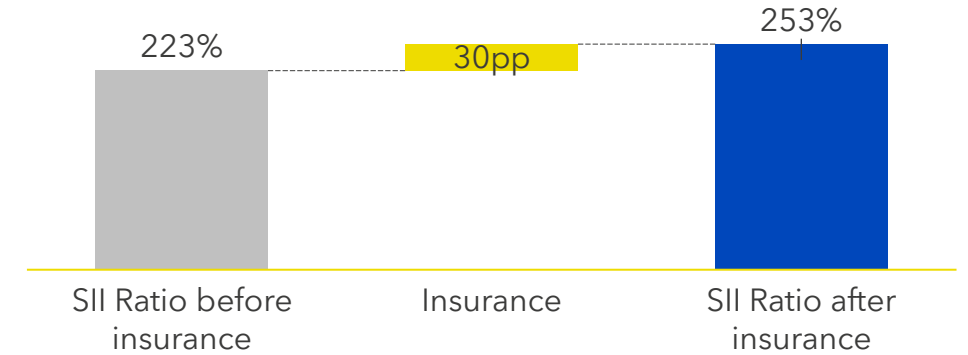 223%
30pp
253%
SII Ratio before
insurance
Insurance
SII Ratio after
insurance